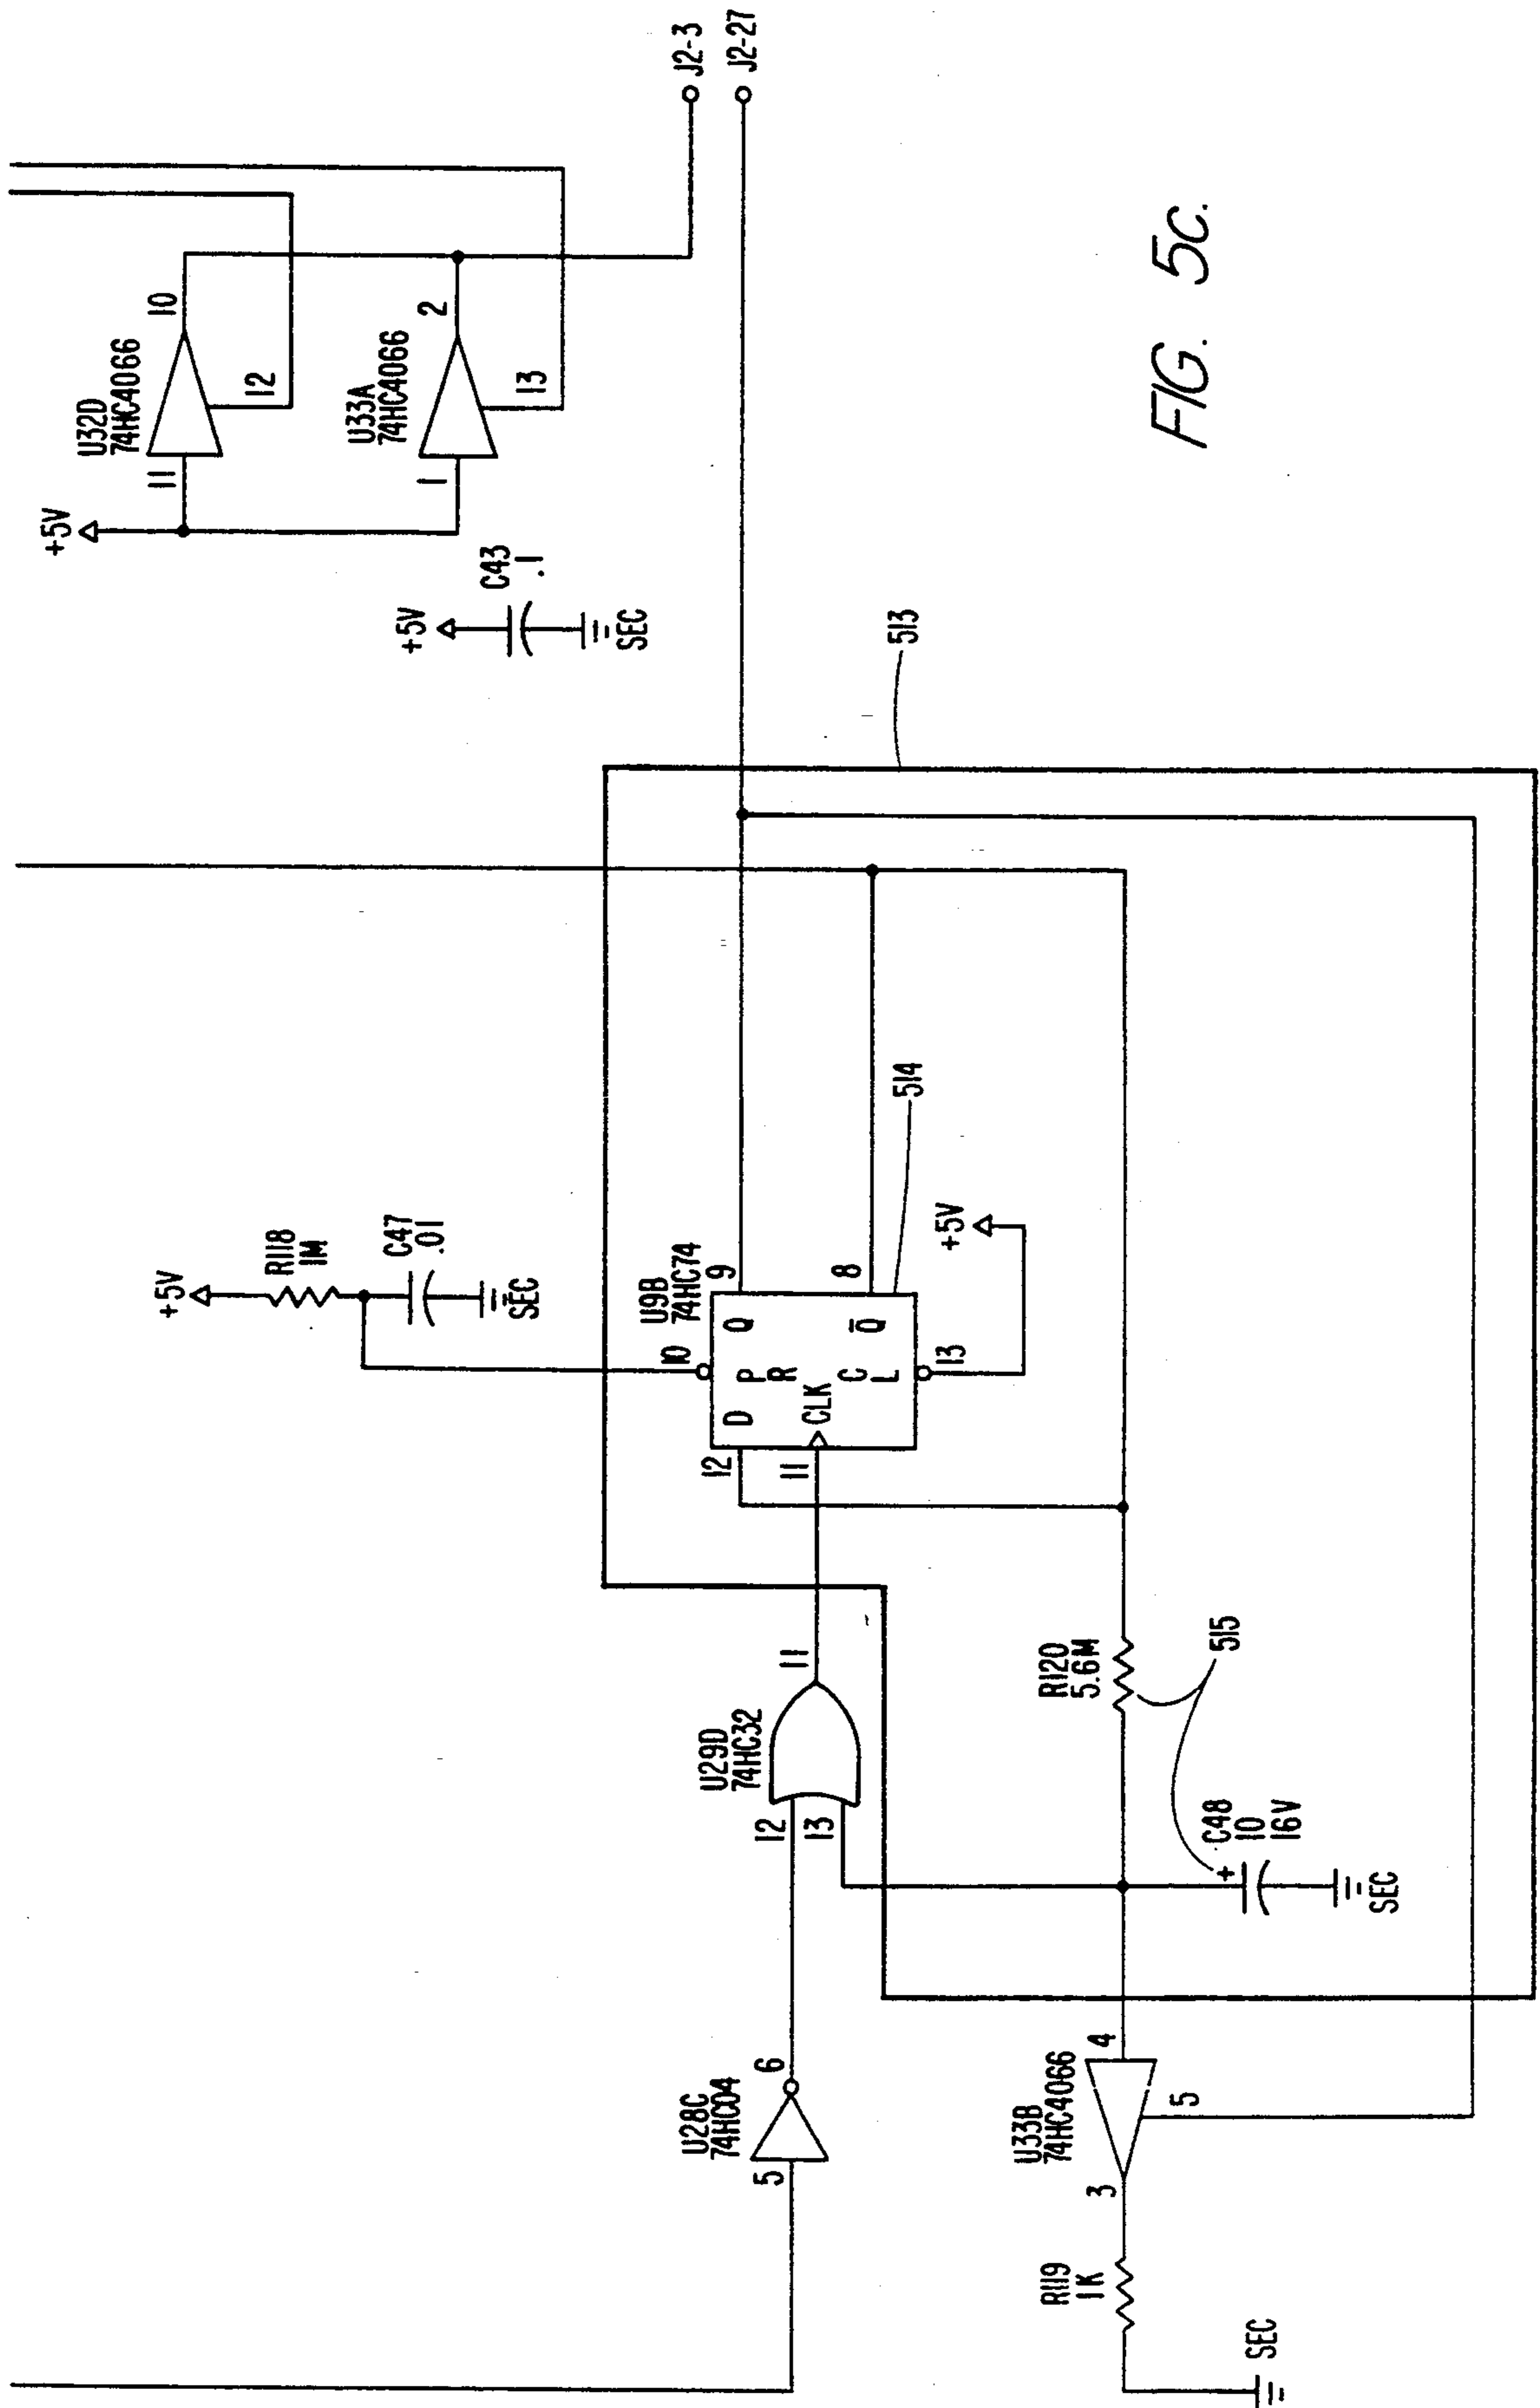 +5V
U32D
74HC4066
11
10
12
U33A
74HC4066
1
2
13
J2-3
J2-27
+5V
C43
.1
SEC
513
+5V
R118
1M
C47
.01
SEC
U9B
74HC74
10
9
12
11
8
13
D
PR
Q
CLK
CL
Q̅
+5V
514
U28C
74HC04
5
6
U29D
74HC32
12
13
11
R120
5.6M
515
+
C48
10
16V
SEC
U33B
74HC4066
4
3
5
R119
1K
SEC
FIG. 5C.